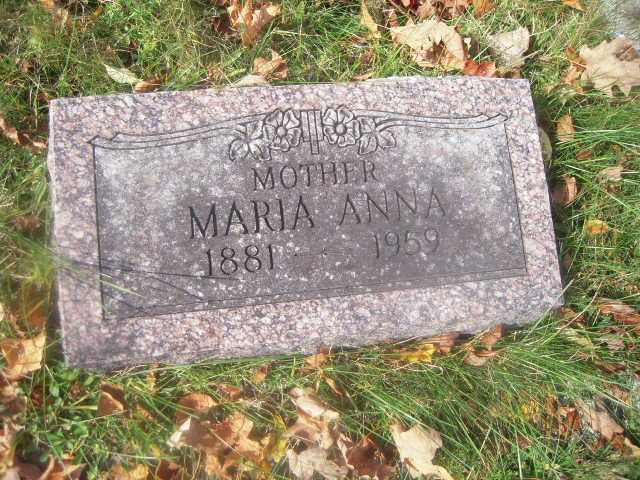 MOTHER
MARIA ANNA
1881 — 1959